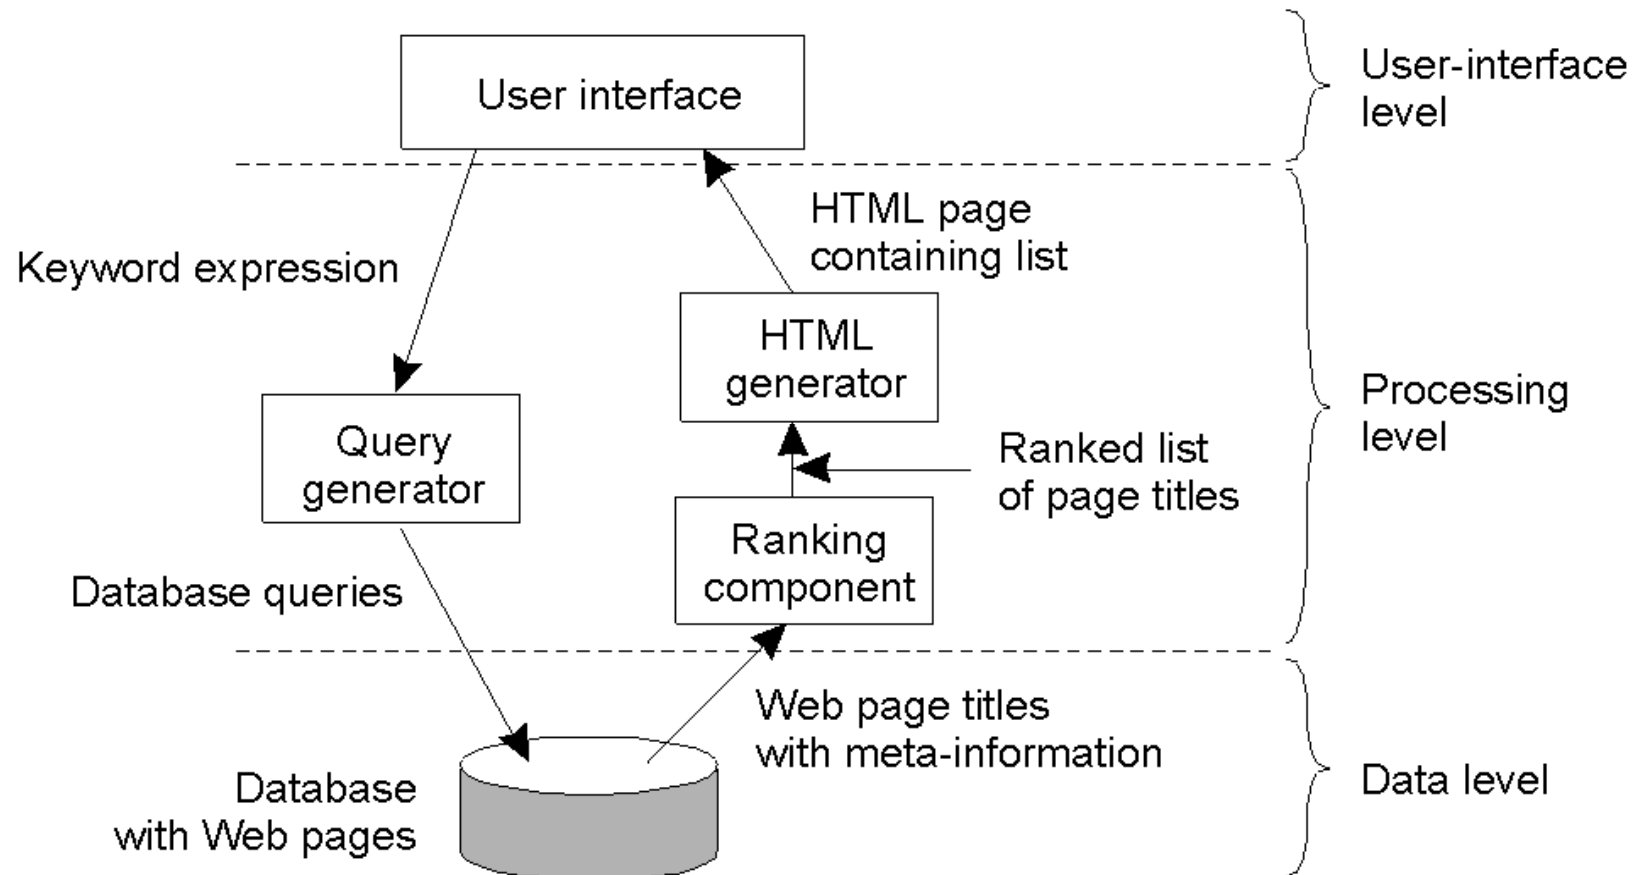 User interface
User-interface
level
HTML page
containing list
Keyword expression
HTML
generator
Processing
level
Query
generator
Ranked list
of page titles
Ranking
component
Database queries
Web page titles
with meta-information
Database
with Web pages
Data level